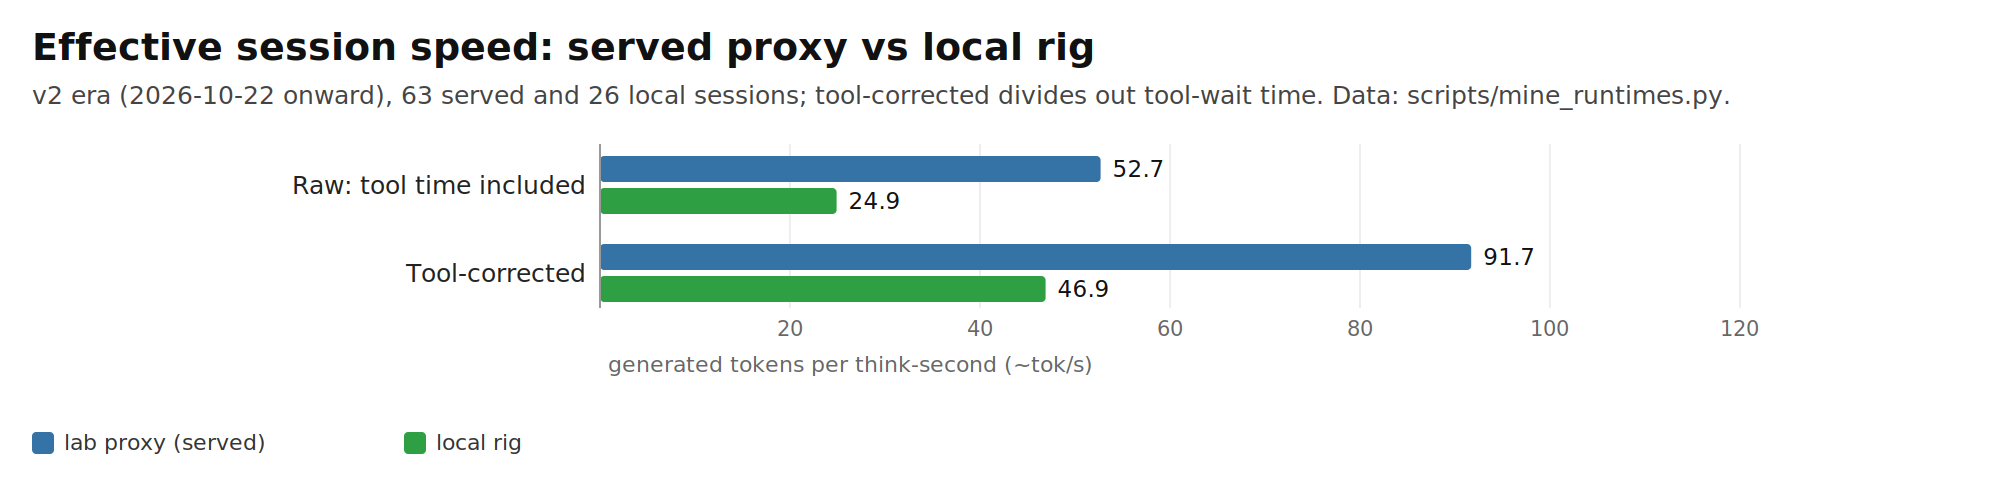 Effective session speed: served proxy vs local rig
v2 era (2026-10-22 onward), 63 served and 26 local sessions; tool-corrected divides out tool-wait time. Data: scripts/mine_runtimes.py.
Raw: tool time included
52.7
24.9
Tool-corrected
91.7
46.9
20 40 60 80 100 120
generated tokens per think-second (~tok/s)
lab proxy (served) local rig